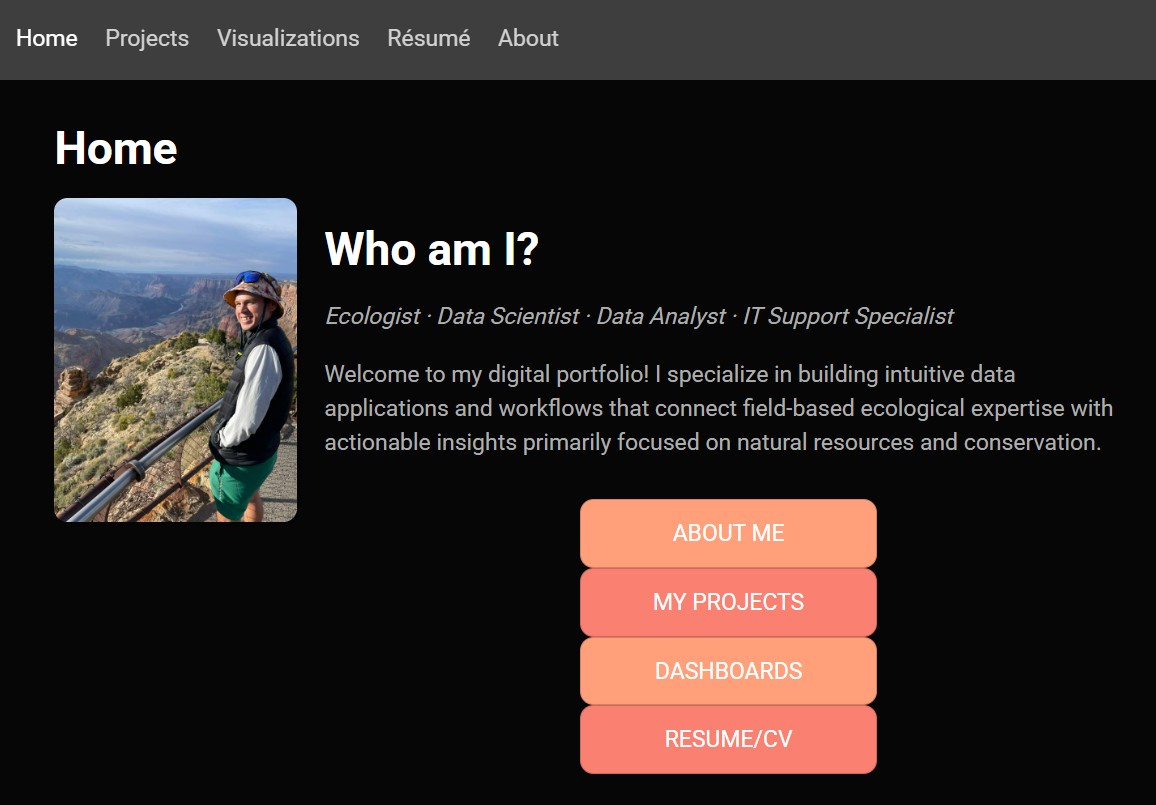 Home Projects Visualizations Résumé About
Home
Who am I?
Ecologist · Data Scientist · Data Analyst · IT Support Specialist
Welcome to my digital portfolio! I specialize in building intuitive data
applications and workflows that connect field-based ecological expertise with
actionable insights primarily focused on natural resources and conservation.
ABOUT ME
MY PROJECTS
DASHBOARDS
RESUME/CV